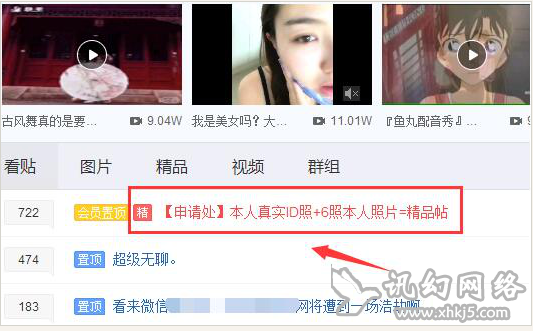 古风舞真的是要... 9.04W
我是美女吗？大... 11.01W
『鱼丸配音秀』... 9
看贴 图片 精品 视频 群组
722 会员置顶 精 【申请处】本人真实ID照+6照本人照片=精品帖
474 置顶 超级无聊。
183 置顶 看来微信 网将遭到一场浩劫啊
讯幻网络
www.xhkj5.com